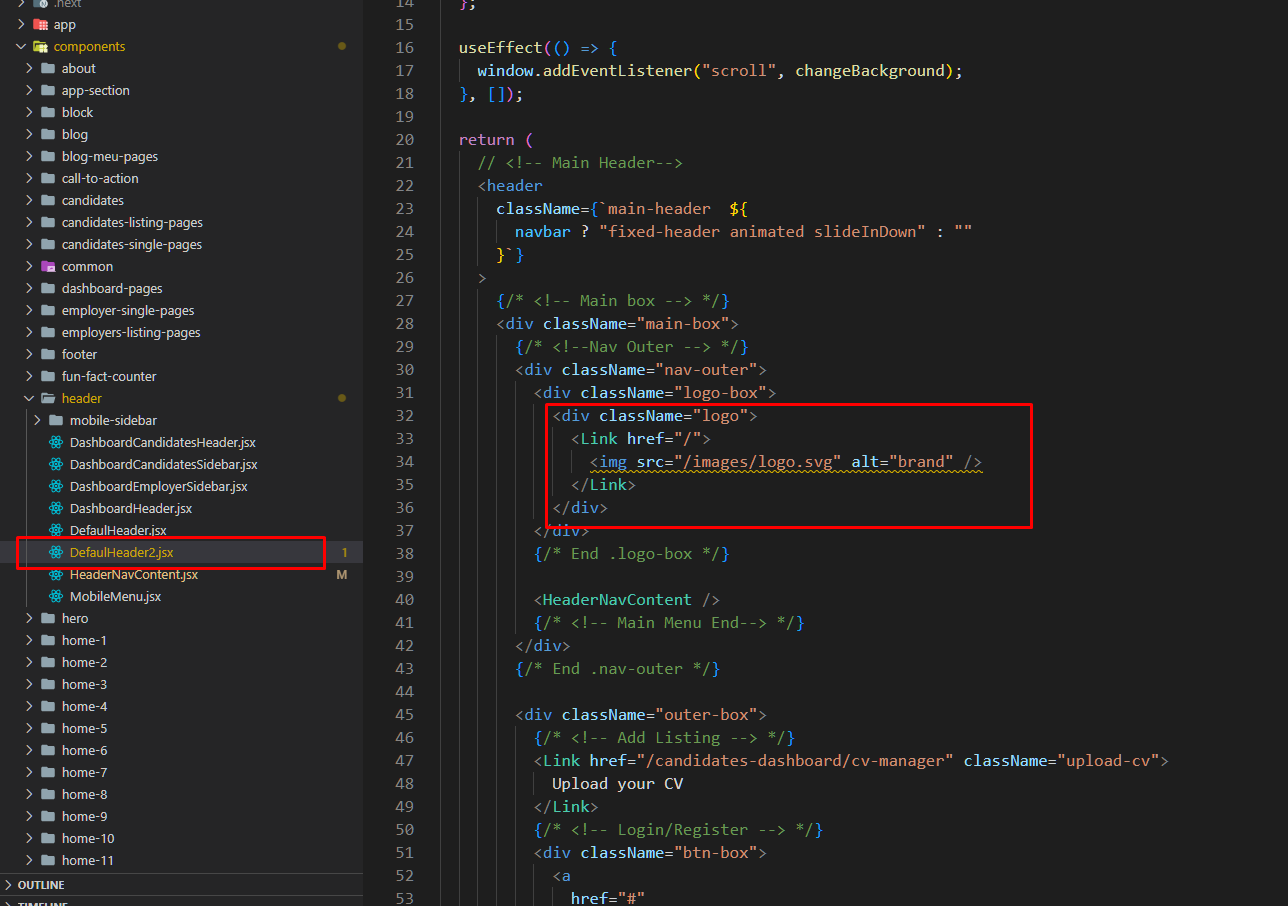 .next
app
components
about
app-section
block
blog
blog-meu-pages
call-to-action
candidates
candidates-listing-pages
candidates-single-pages
common
dashboard-pages
employer-single-pages
employers-listing-pages
footer
fun-fact-counter
header
mobile-sidebar
DashboardCandidatesHeader.jsx
DashboardCandidatesSidebar.jsx
DashboardEmployerSidebar.jsx
DashboardHeader.jsx
DefaulHeader.jsx
DefaulHeader2.jsx 1
HeaderNavContent.jsx M
MobileMenu.jsx
hero
home-1
home-2
home-3
home-4
home-5
home-6
home-7
home-8
home-9
home-10
home-11
OUTLINE
TIMELINE
14 };
15
16 useEffect(() => {
17 window.addEventListener("scroll", changeBackground);
18 }, []);
19
20 return (
21 // <!-- Main Header-->
22 <header
23 className={`main-header  ${
24 navbar ? "fixed-header animated slideInDown" : ""
25 }`}
26 >
27 {/* <!-- Main box --> */}
28 <div className="main-box">
29 {/* <!--Nav Outer --> */}
30 <div className="nav-outer">
31 <div className="logo-box">
32 <div className="logo">
33 <Link href="/">
34 <img src="/images/logo.svg" alt="brand" />
35 </Link>
36 </div>
37 </div>
38 {/* End .logo-box */}
39
40 <HeaderNavContent />
41 {/* <!-- Main Menu End--> */}
42 </div>
43 {/* End .nav-outer */}
44
45 <div className="outer-box">
46 {/* <!-- Add Listing --> */}
47 <Link href="/candidates-dashboard/cv-manager" className="upload-cv">
48 Upload your CV
49 </Link>
50 {/* <!-- Login/Register --> */}
51 <div className="btn-box">
52 <a
53 href="#"